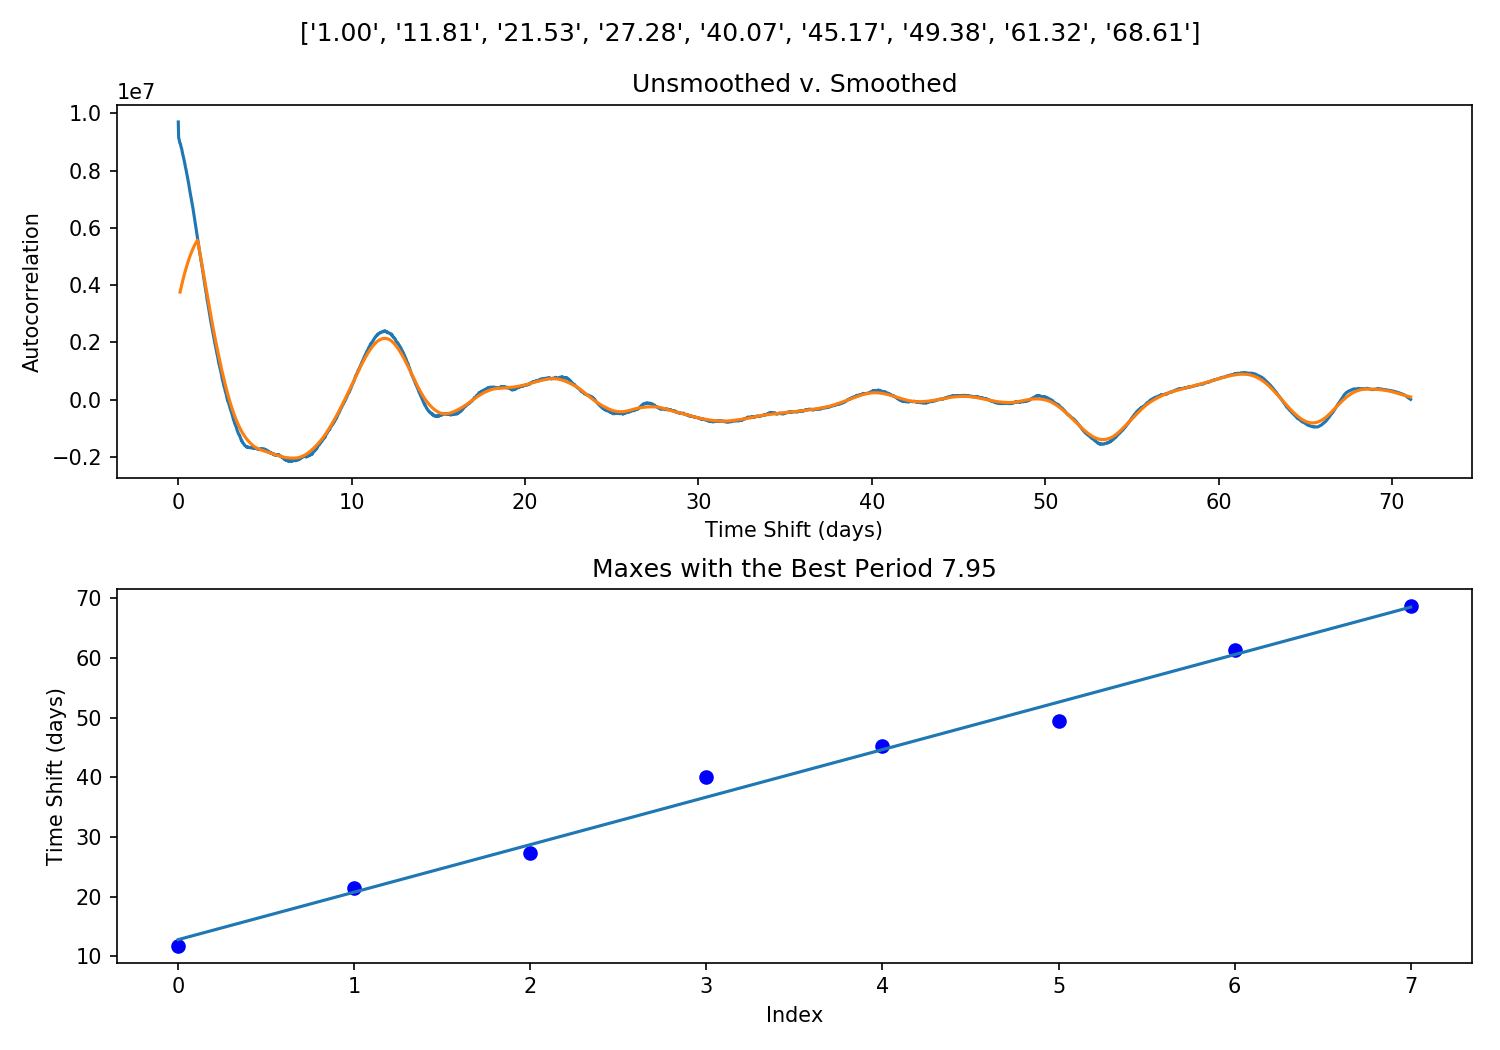 ['1.00', '11.81', '21.53', '27.28', '40.07', '45.17', '49.38', '61.32', '68.61']
Unsmoothed v. Smoothed
1e7
1.0
0.8
0.6
0.4
0.2
0.0
−0.2
Autocorrelation
0 10 20 30 40 50 60 70
Time Shift (days)
Maxes with the Best Period 7.95
70
60
50
40
30
20
10
Time Shift (days)
0 1 2 3 4 5 6 7
Index